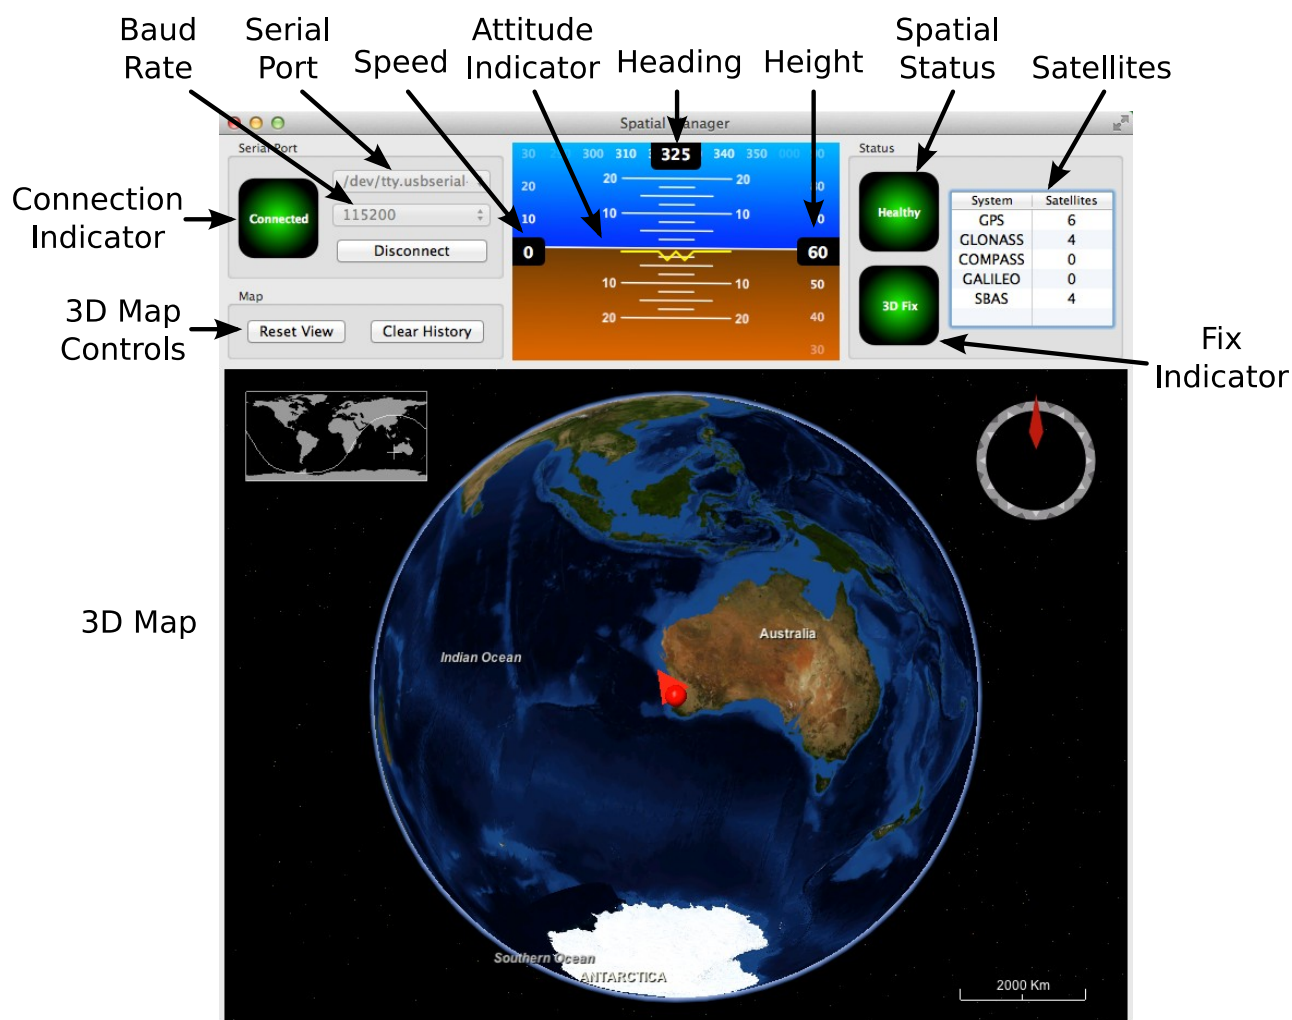 Baud
Rate
Serial
Port
Speed
Attitude
Indicator
Heading
Height
Spatial
Status
Satellites
Connection
Indicator
3D Map
Controls
3D Map
Fix
Indicator
Spatial Manager
Serial Port
Connected
/dev/tty.usbserial-
115200
Disconnect
Map
Reset View
Clear History
30 300 310 325 340 350 000
20 20 20
10 10 10
0 60
10 10 50
20 20 40
30
Status
Healthy
3D Fix
System Satellites
GPS 6
GLONASS 4
COMPASS 0
GALILEO 0
SBAS 4
Australia
Indian Ocean
Southern Ocean
ANTARCTICA
2000 Km